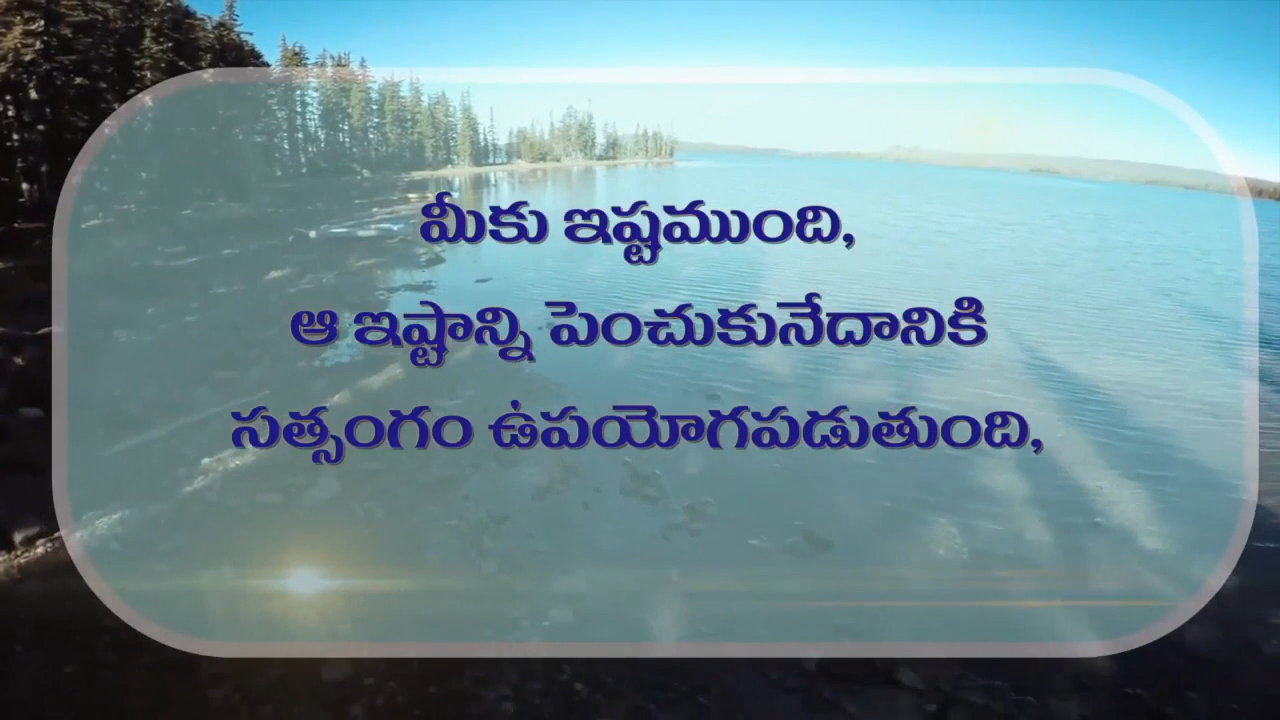 మీకు ఇష్టముంది,
ఆ ఇష్టాన్ని పెంచుకునేదానికి
సత్సంగం ఉపయోగపడుతుంది,